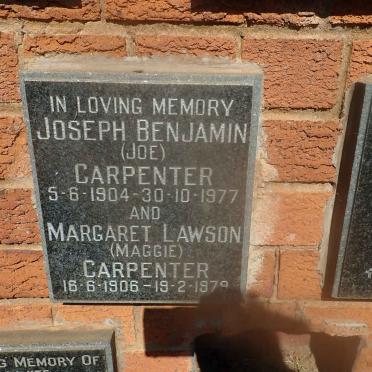 IN LOVING MEMORY
JOSEPH BENJAMIN
(JOE)
CARPENTER
5-6-1904-30-10-1977
AND
MARGARET LAWSON
(MAGGIE)
CARPENTER
16-6-1906-19-2-1979
MEMORY OF